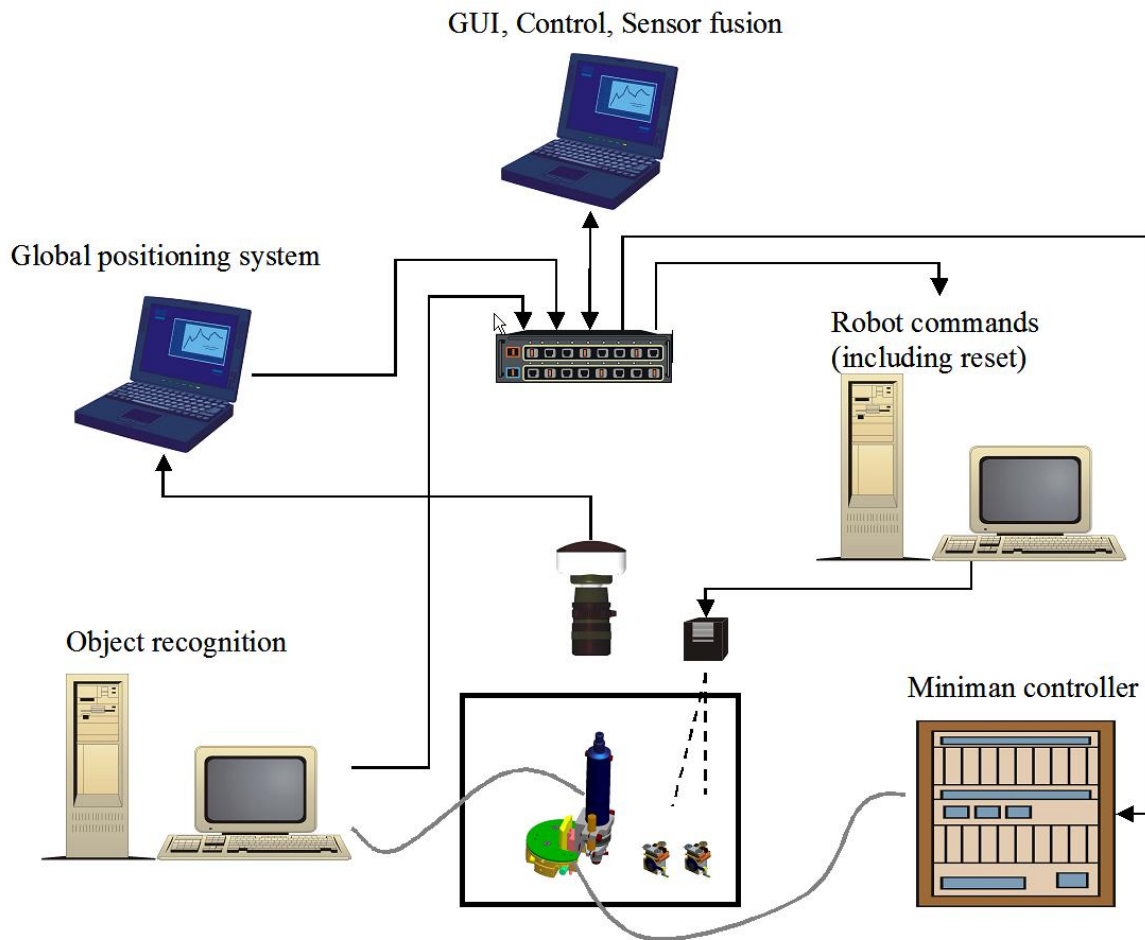 GUI, Control, Sensor fusion
Global positioning system
Robot commands
(including reset)
Object recognition
Miniman controller